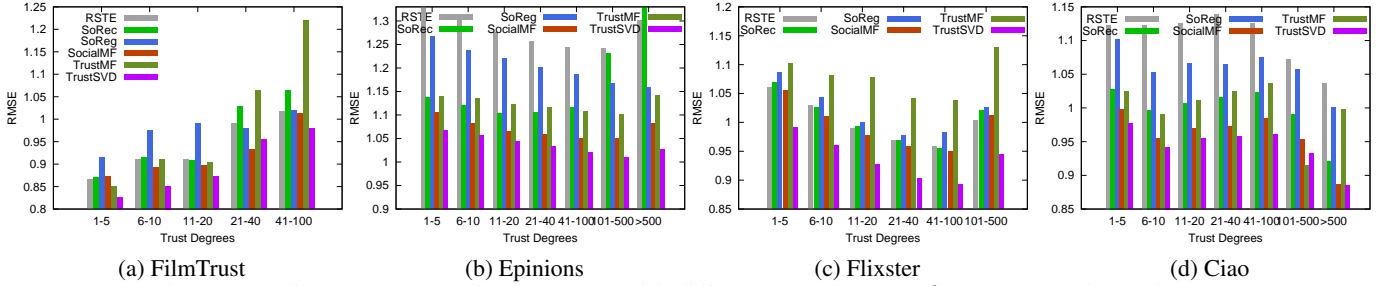 RMSE
1.25
1.2
1.15
1.1
1.05
1
0.95
0.9
0.85
0.8
RSTE
SoRec
SoReg
SocialMF
TrustMF
TrustSVD
1-5 6-10 11-20 21-40 41-100
Trust Degrees
(a) FilmTrust
RMSE
1.3
1.25
1.2
1.15
1.1
1.05
1
0.95
0.9
RSTE SoReg TrustMF
SoRec SocialMF TrustSVD
1-5 6-10 11-20 21-40 41-100 101-500 >500
Trust Degrees
(b) Epinions
RMSE
1.15
1.1
1.05
1
0.95
0.9
0.85
RSTE SoReg TrustMF
SoRec SocialMF TrustSVD
1-5 6-10 11-20 21-40 41-100 101-500
Trust Degrees
(c) Flixster
RMSE
1.15
1.1
1.05
1
0.95
0.9
0.85
RSTE SoReg TrustMF
SoRec SocialMF TrustSVD
1-5 6-10 11-20 21-40 41-100 101-500 >500
Trust Degrees
(d) Ciao